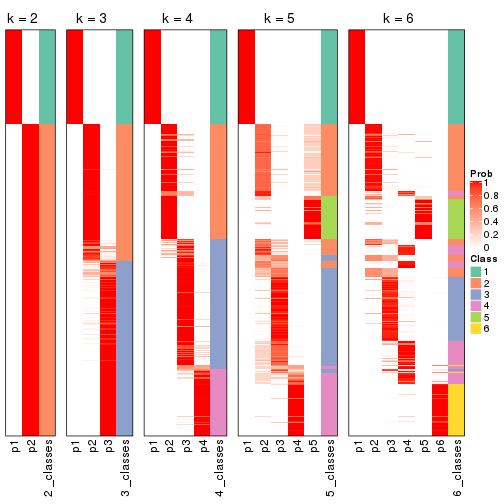 k = 2
k = 3
k = 4
k = 5
k = 6
Prob
1
0.8
0.6
0.4
0.2
0
Class
1
2
3
4
5
6
p1
p2
2_classes
p1
p2
p3
3_classes
p1
p2
p3
p4
4_classes
p1
p2
p3
p4
p5
5_classes
p1
p2
p3
p4
p5
p6
6_classes